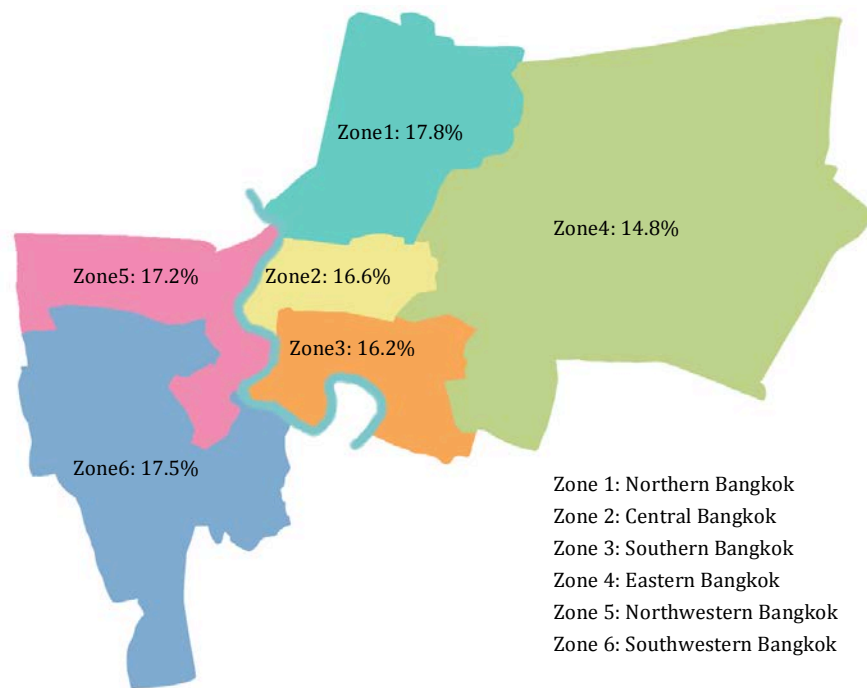 Zone1: 17.8%
Zone4: 14.8%
Zone5: 17.2%
Zone2: 16.6%
Zone3: 16.2%
Zone6: 17.5%
Zone 1: Northern Bangkok
Zone 2: Central Bangkok
Zone 3: Southern Bangkok
Zone 4: Eastern Bangkok
Zone 5: Northwestern Bangkok
Zone 6: Southwestern Bangkok